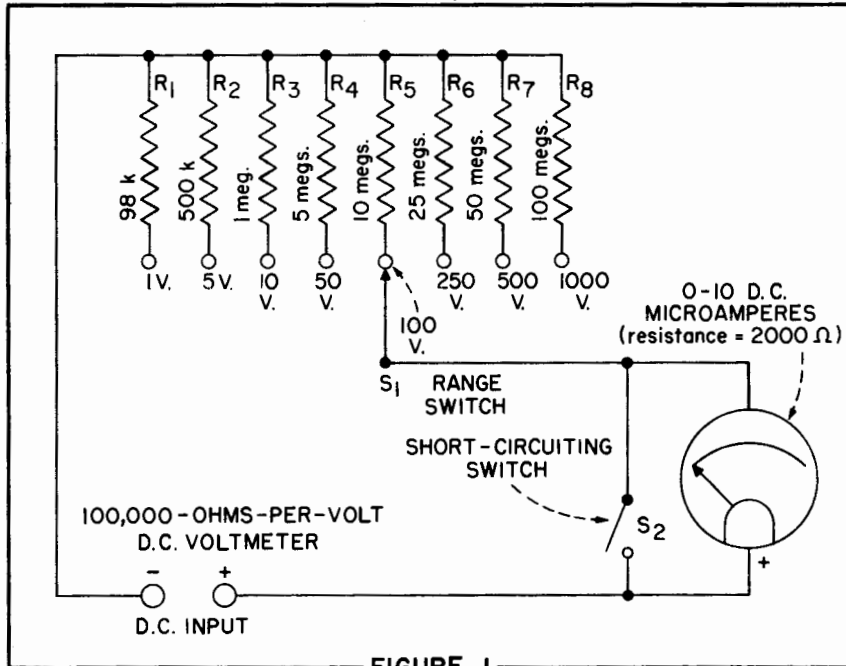 R1 R2 R3 R4 R5 R6 R7 R8
98 k
500 k
1 meg.
5 megs.
10 megs.
25 megs.
50 megs.
100 megs.
1 V.
5 V.
10 V.
50 V.
100 V.
250 V.
500 V.
1000 V.
0-10 D.C.
MICROAMPERES
(resistance = 2000 Ω)
S1 RANGE
SWITCH
SHORT-CIRCUITING
SWITCH
S2
100,000-OHMS-PER-VOLT
D.C. VOLTMETER
- +
D.C. INPUT
+
FIGURE 1